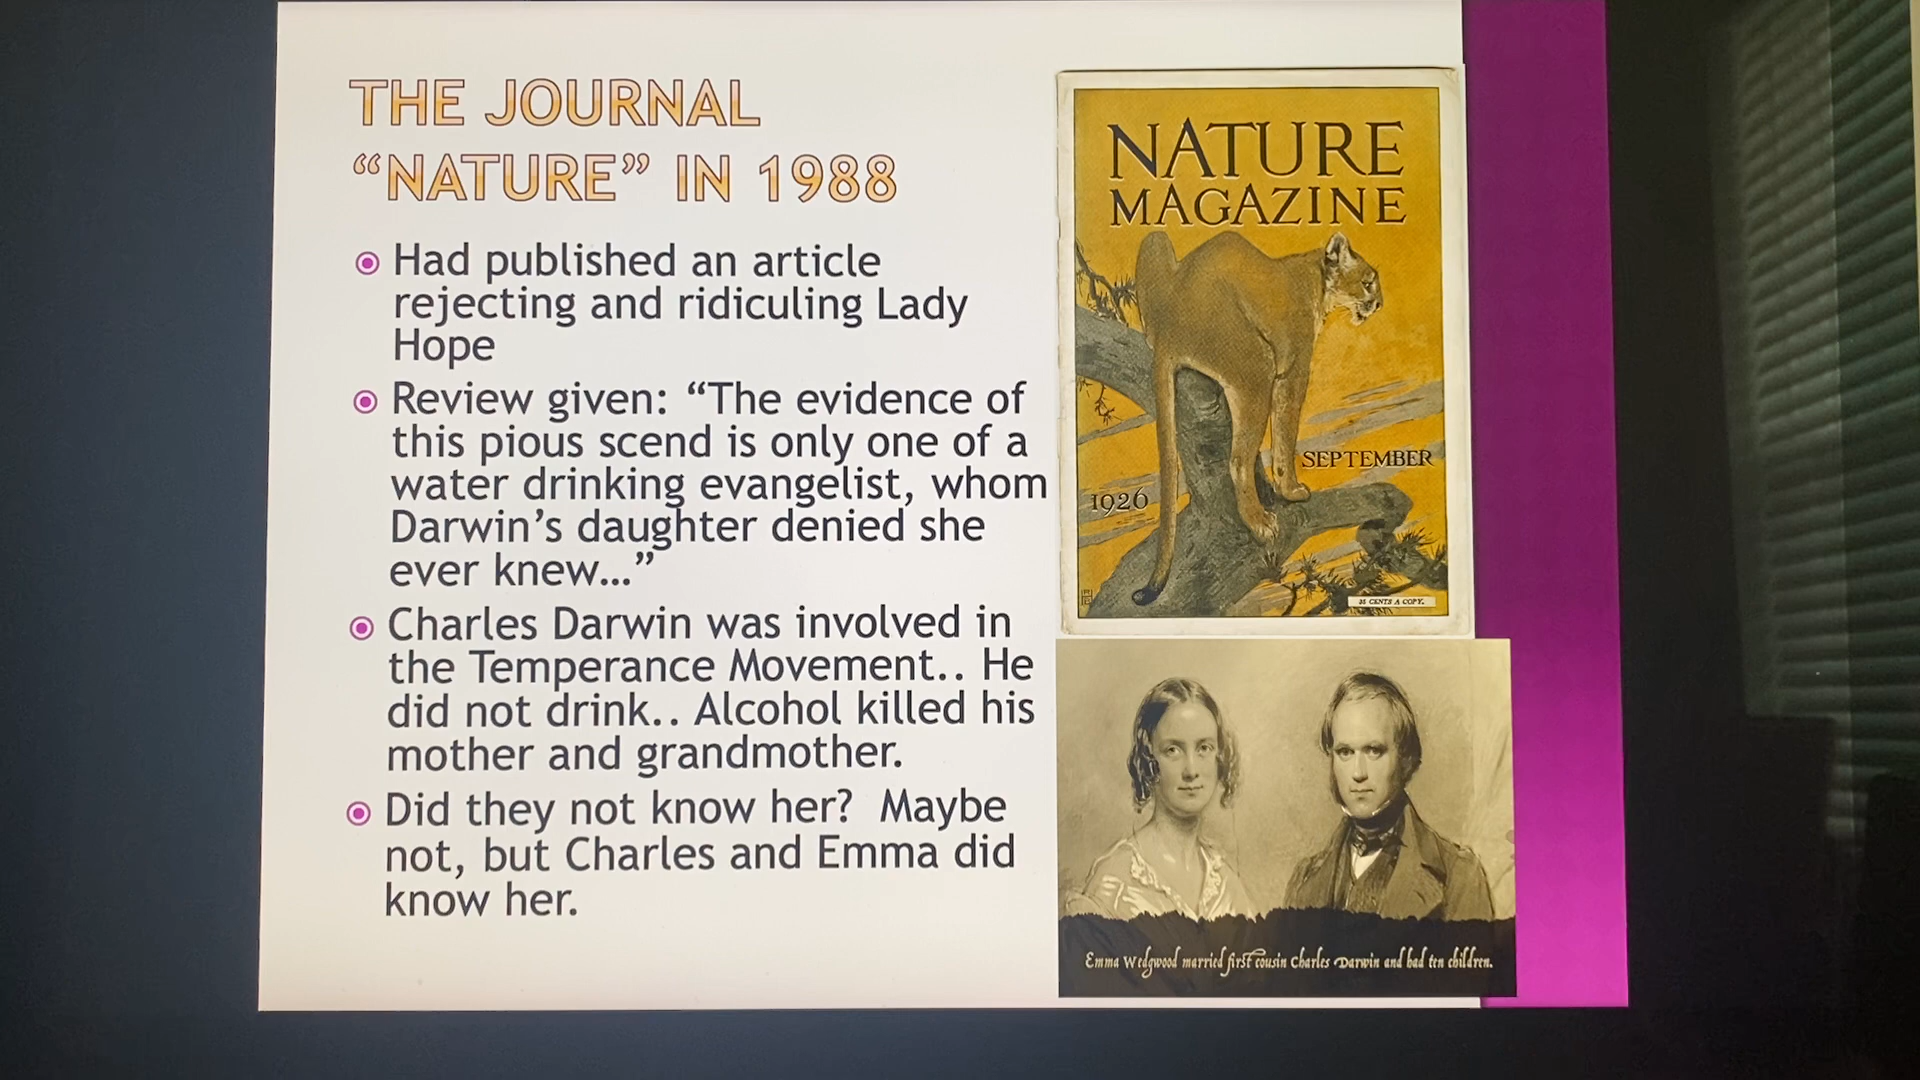 THE JOURNAL
“NATURE” IN 1988
Had published an article
rejecting and ridiculing Lady
Hope
Review given: “The evidence of
this pious scend is only one of a
water drinking evangelist, whom
Darwin’s daughter denied she
ever knew…”
Charles Darwin was involved in
the Temperance Movement.. He
did not drink.. Alcohol killed his
mother and grandmother.
Did they not know her?  Maybe
not, but Charles and Emma did
know her.
NATURE
MAGAZINE
SEPTEMBER
1926
35 CENTS A COPY.
Emma Wedgwood married first cousin Charles Darwin and had ten children.